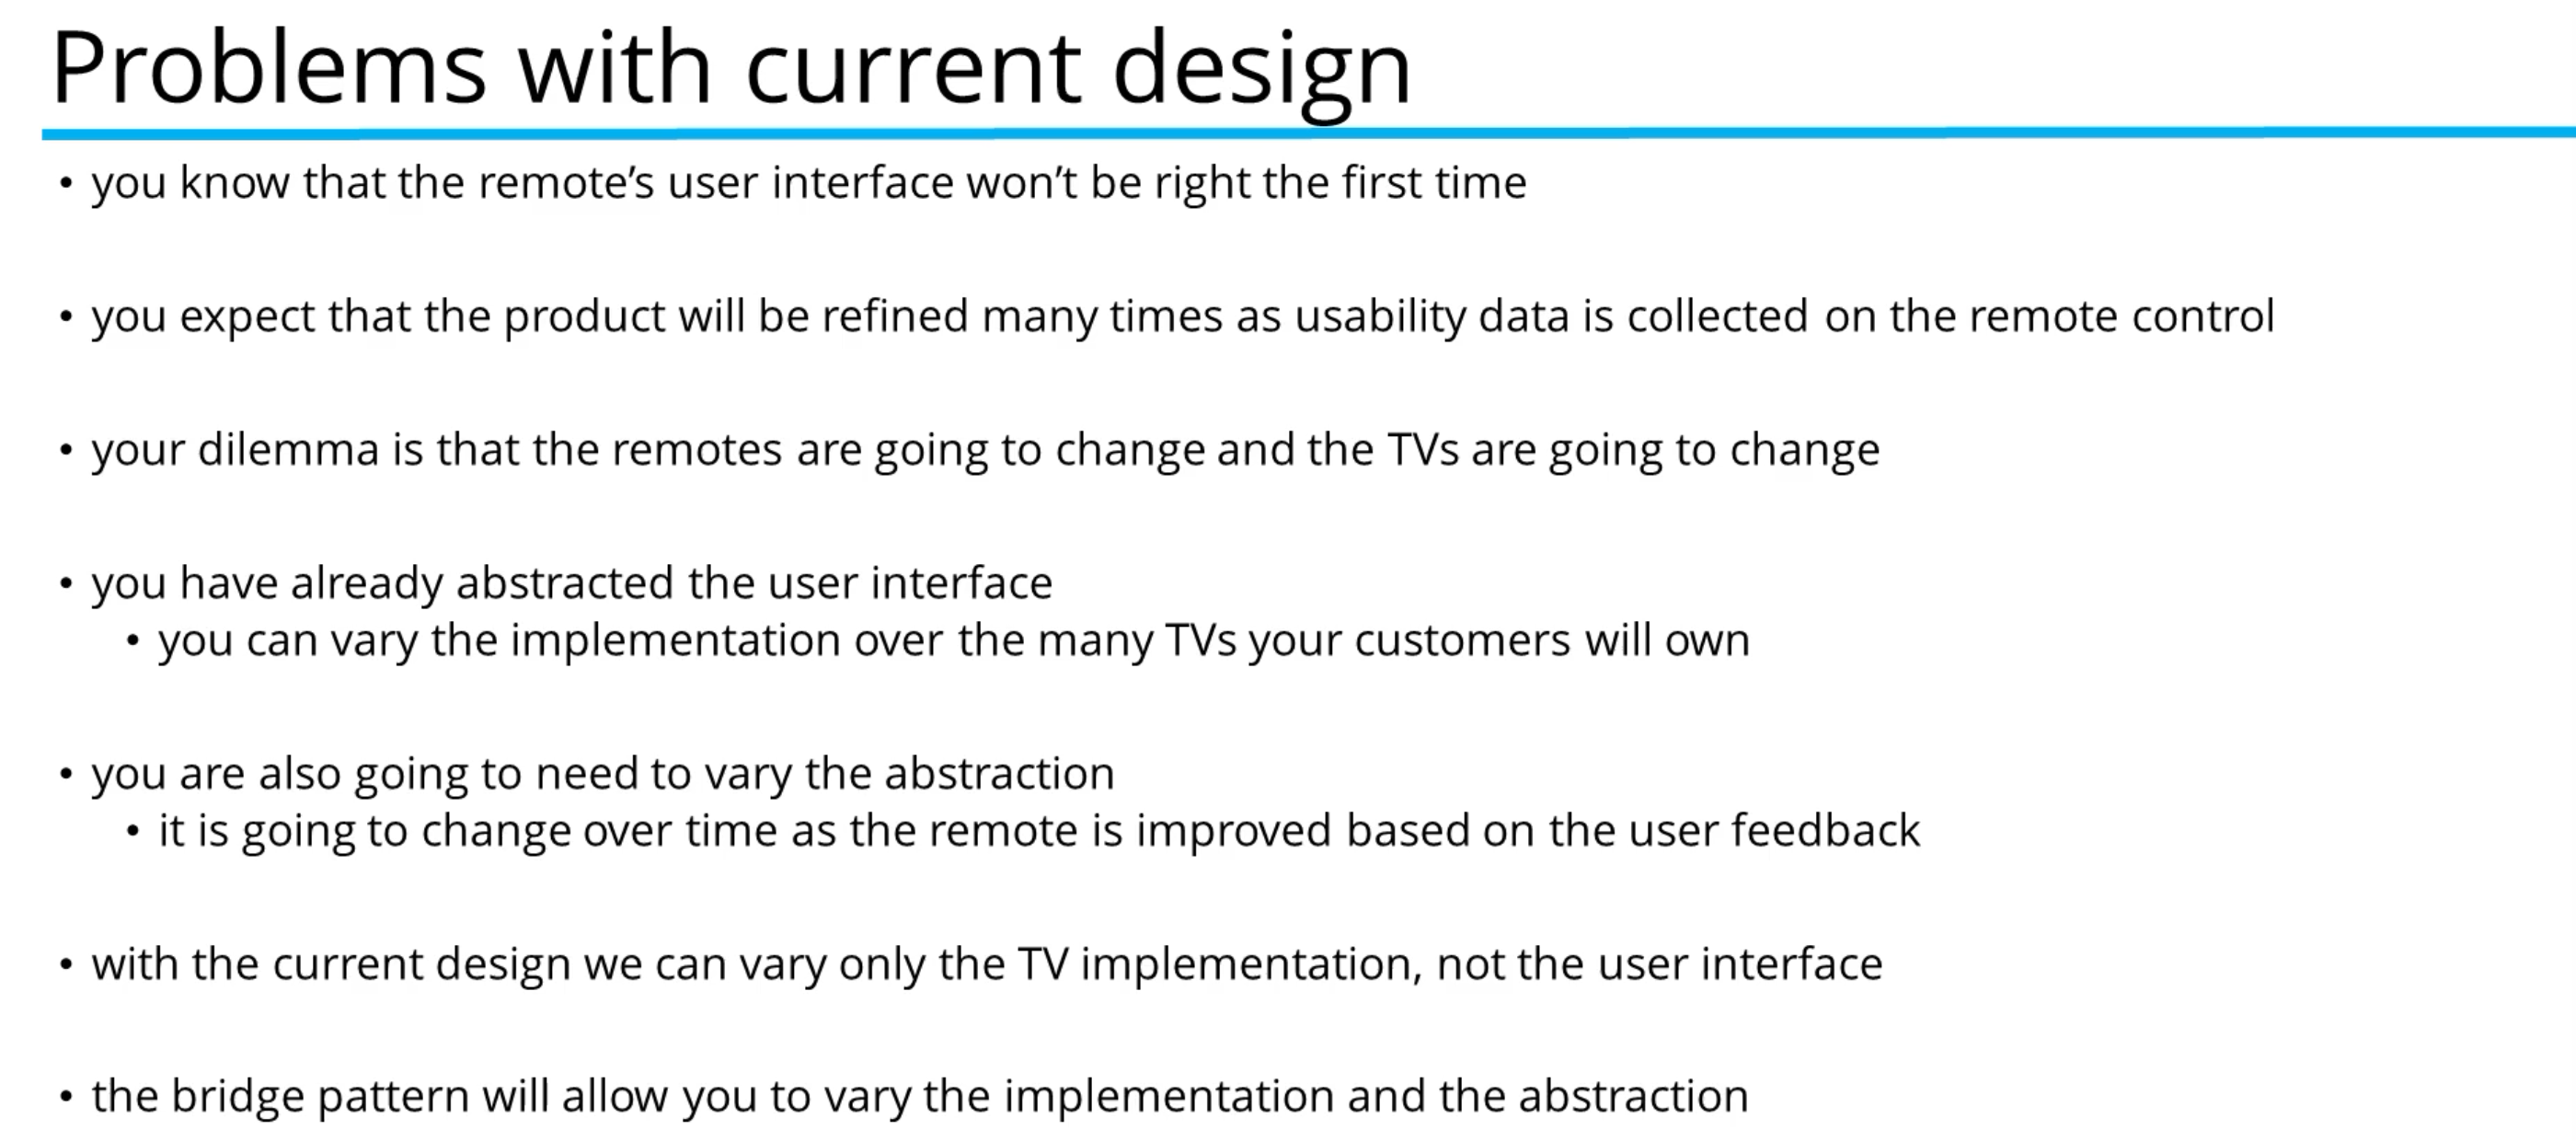 Problems with current design
• you know that the remote’s user interface won’t be right the first time
• you expect that the product will be refined many times as usability data is collected on the remote control
• your dilemma is that the remotes are going to change and the TVs are going to change
• you have already abstracted the user interface
• you can vary the implementation over the many TVs your customers will own
• you are also going to need to vary the abstraction
• it is going to change over time as the remote is improved based on the user feedback
• with the current design we can vary only the TV implementation, not the user interface
• the bridge pattern will allow you to vary the implementation and the abstraction